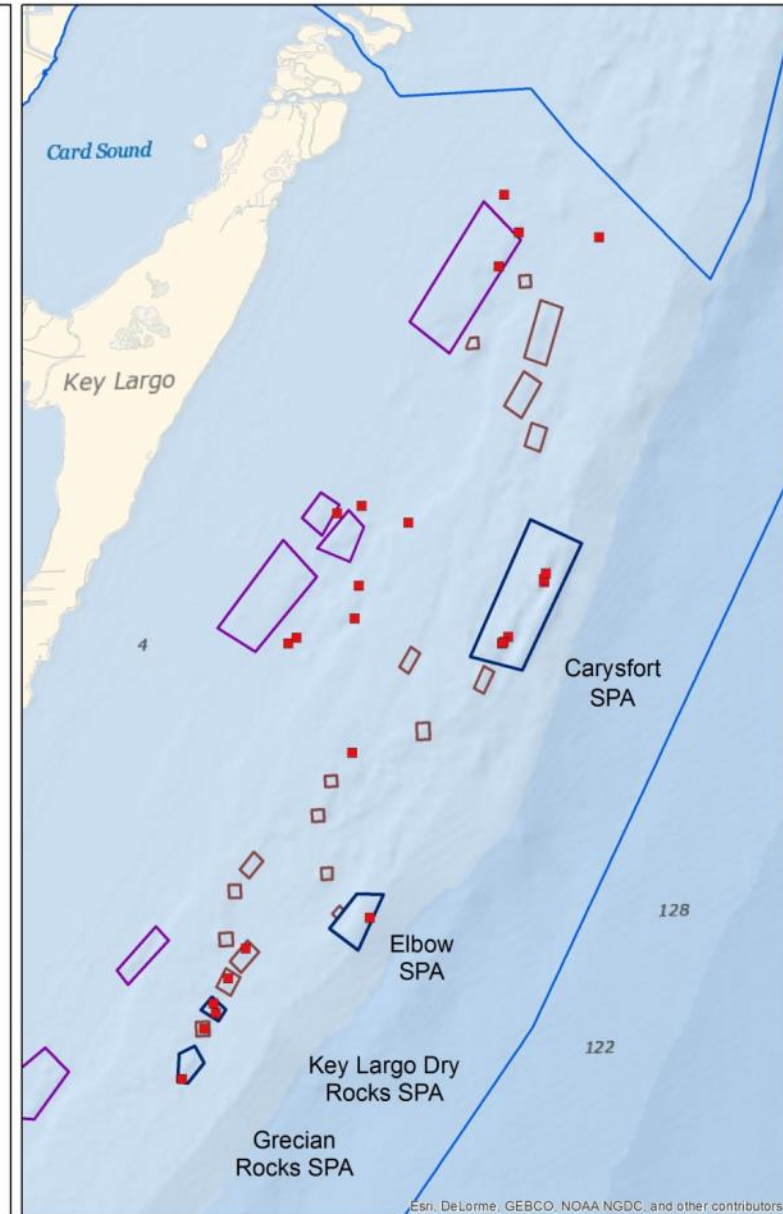 Card Sound
Key Largo
4
Carysfort
SPA
128
Elbow
SPA
122
Key Largo Dry
Rocks SPA
Grecian
Rocks SPA
Esri, DeLorme, GEBCO, NOAA NGDC, and other contributors